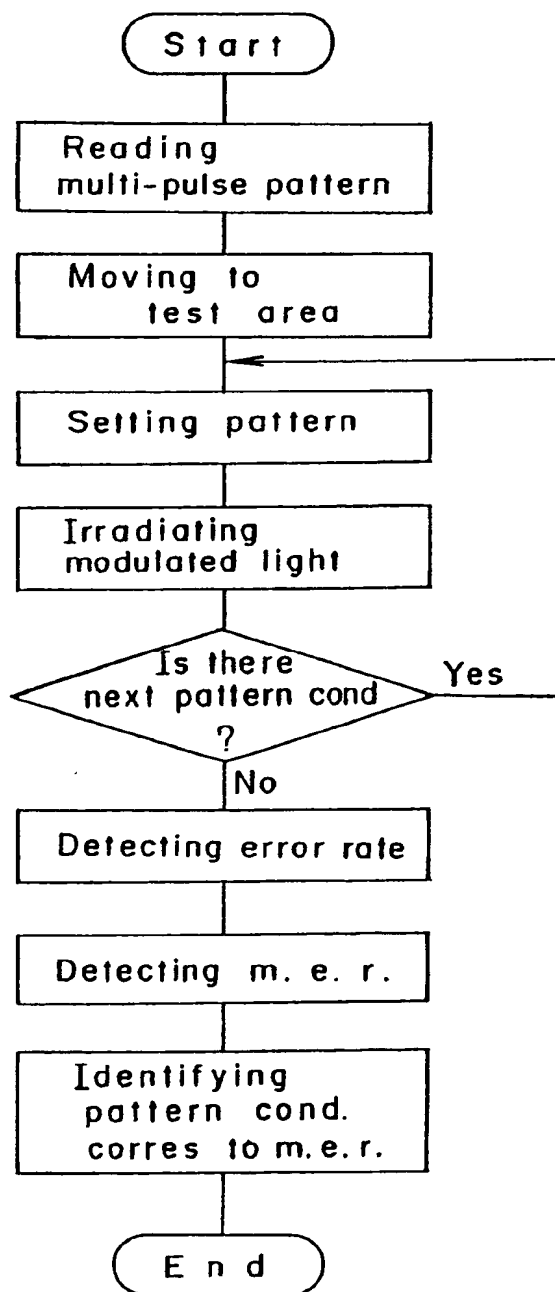 Start
Reading
multi-pulse pattern
Moving to
test area
Setting pattern
Irradiating
modulated light
Is there
next pattern cond
?
Yes
No
Detecting error rate
Detecting m.e.r.
Identifying
pattern cond.
corres to m.e.r.
End